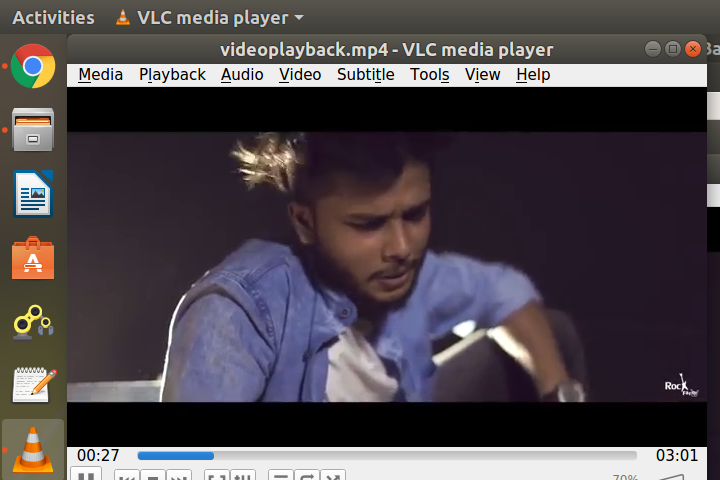 Activities VLC media player
videoplayback.mp4 - VLC media player
Media Playback Audio Video Subtitle Tools View Help
Rock
00:27 03:01
70%